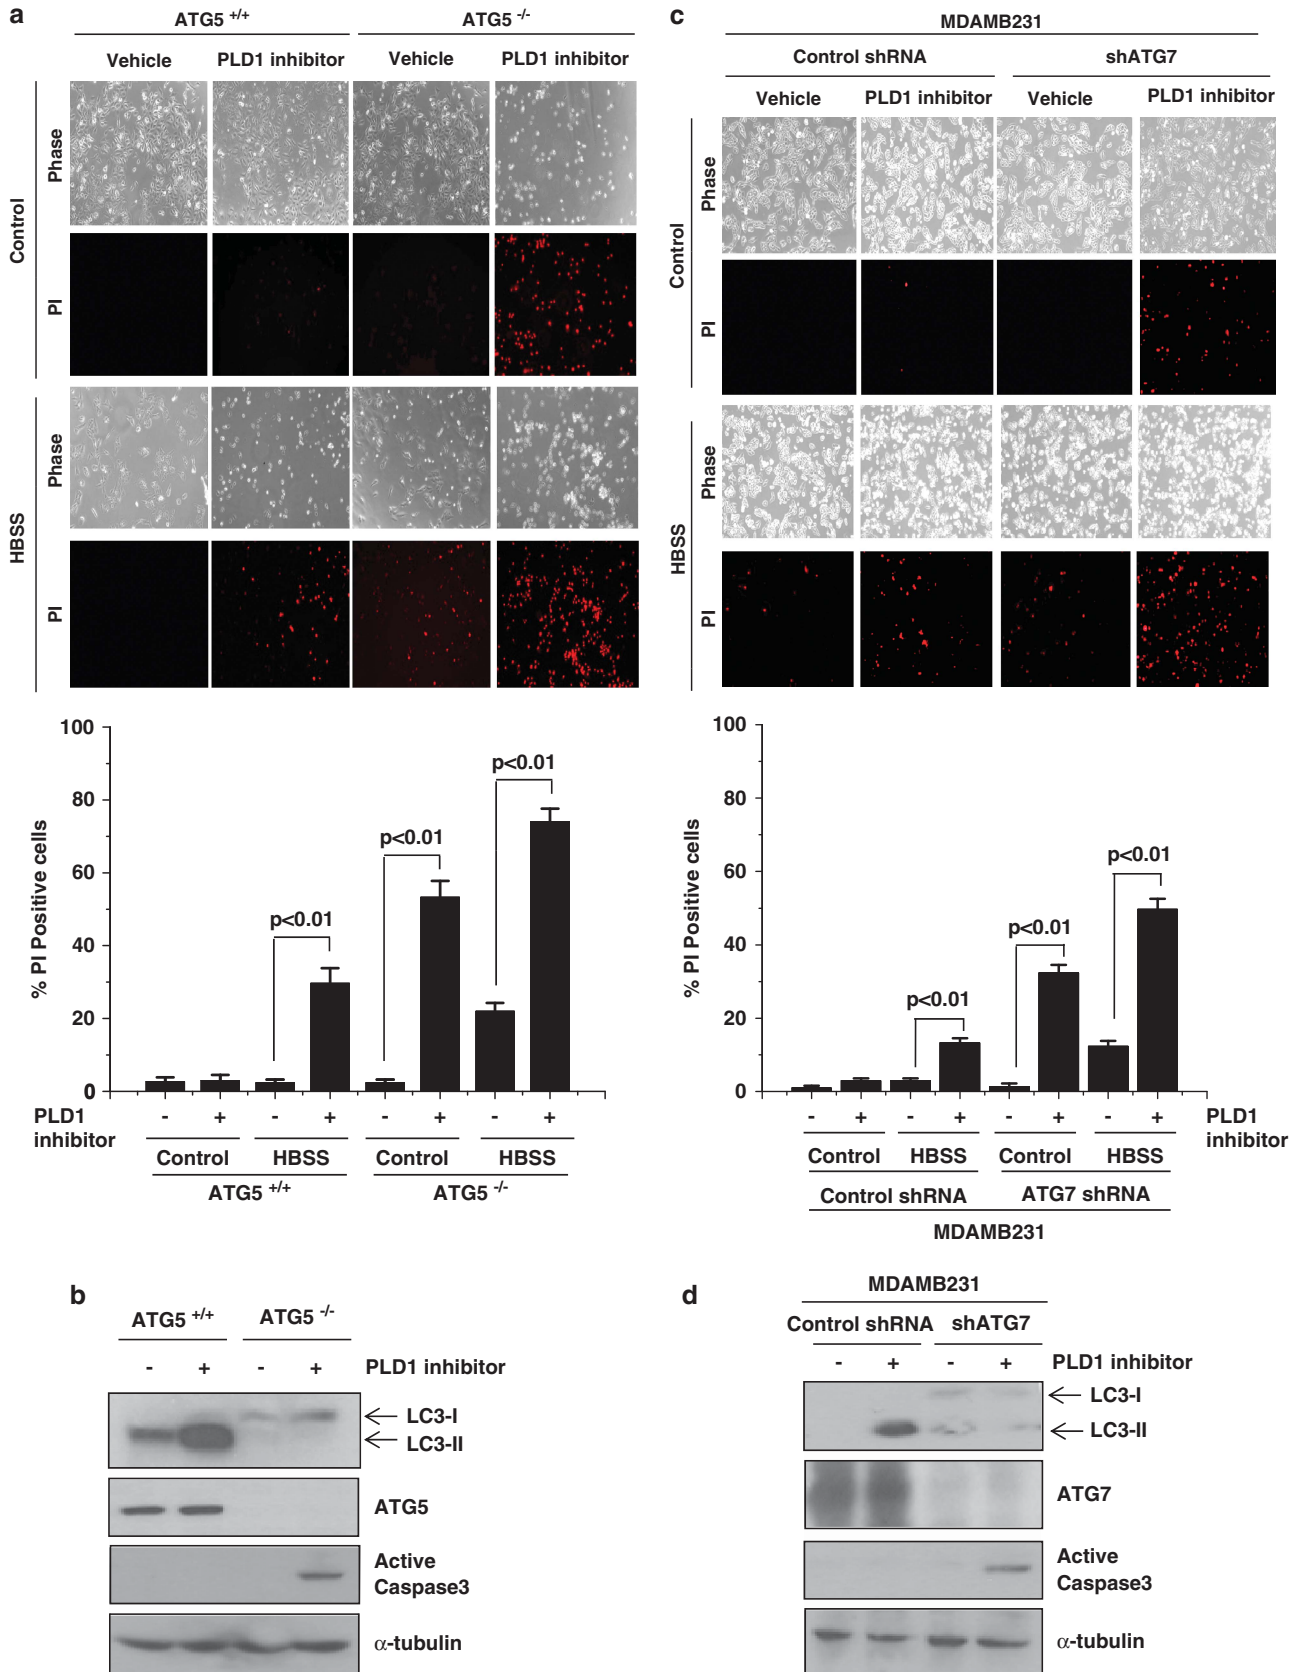 a
ATG5 +/+
ATG5 -/-
Vehicle
PLD1 inhibitor
Vehicle
PLD1 inhibitor
Control
Phase
PI
HBSS
Phase
PI
100
80
60
40
20
0
% PI Positive cells
p<0.01
p<0.01
p<0.01
PLD1 inhibitor
- + - + - + - +
Control HBSS Control HBSS
ATG5 +/+ ATG5 -/-
c
MDAMB231
Control shRNA
shATG7
Vehicle
PLD1 inhibitor
Vehicle
PLD1 inhibitor
Control
Phase
PI
HBSS
Phase
PI
100
80
60
40
20
0
% PI Positive cells
p<0.01
p<0.01
p<0.01
- + - + - + - +
PLD1 inhibitor
Control HBSS Control HBSS
Control shRNA ATG7 shRNA
MDAMB231
b
ATG5 +/+ ATG5 -/-
- + - + PLD1 inhibitor
LC3-I
LC3-II
ATG5
Active
Caspase3
α-tubulin
d
MDAMB231
Control shRNA shATG7
- + - + PLD1 inhibitor
LC3-I
LC3-II
ATG7
Active
Caspase3
α-tubulin